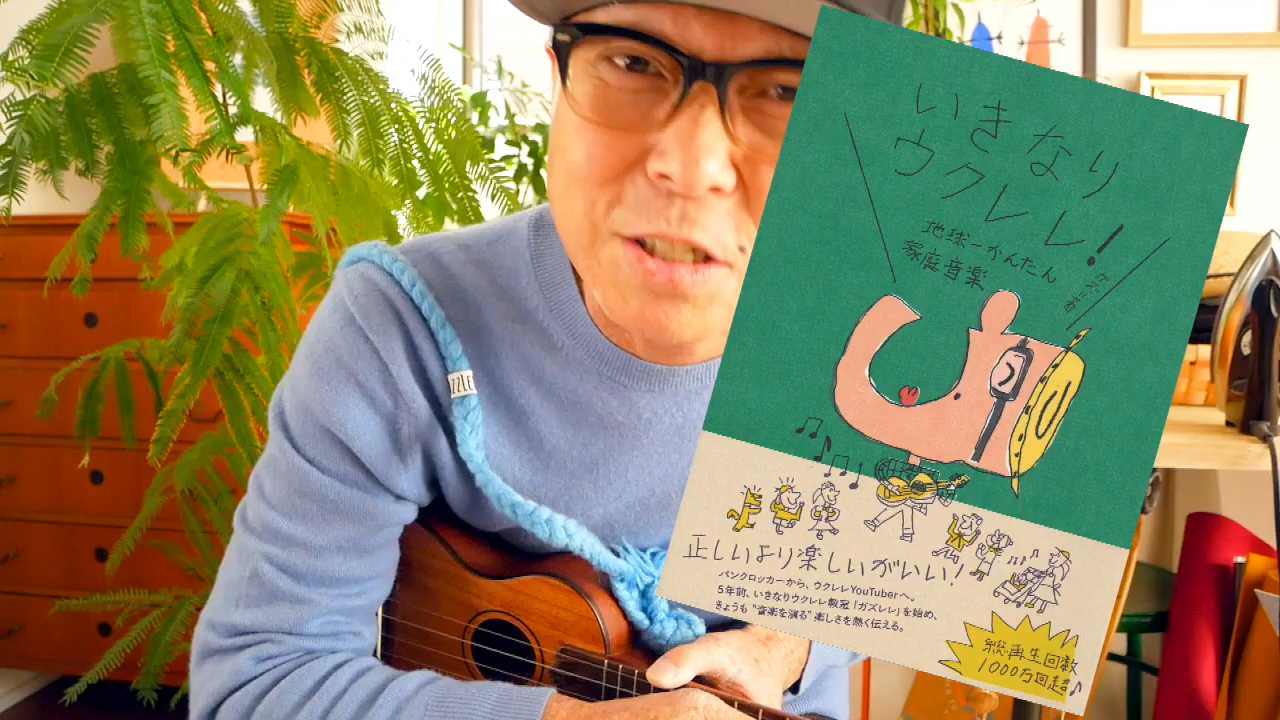 いきなり
ウクレレ!
地球一かんたん
家庭音楽
ZZLE
正しいより楽しいがいい!
パンクロッカーから、ウクレレYouTuberへ。
5年前、いきなりウクレレ教室「ガズレレ」を始め、
きょうも“音楽を演る”楽しさを熱く伝える。
総再生回数
1000万回超